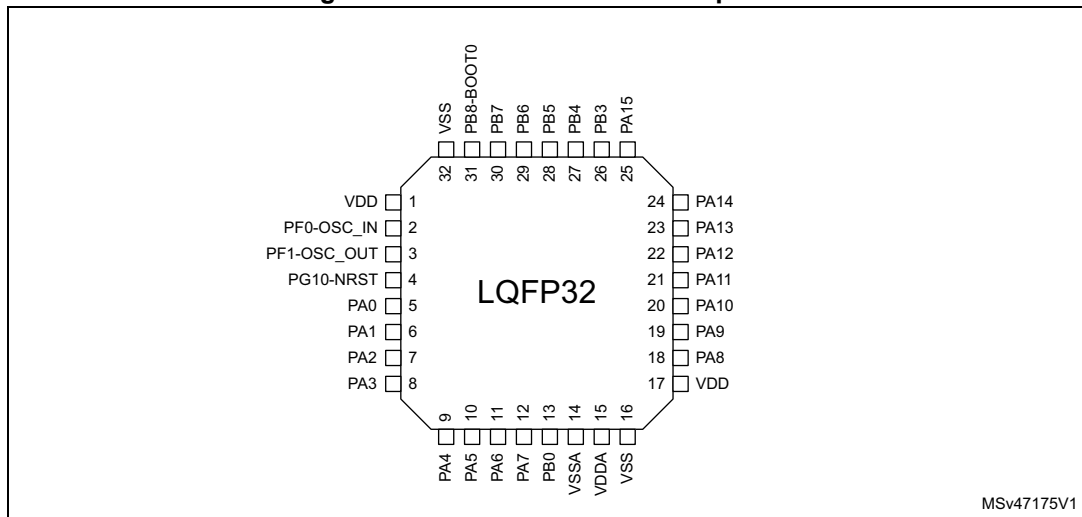 VSS
PB8-BOOT0
PB7
PB6
PB5
PB4
PB3
PA15
32
31
30
29
28
27
26
25
VDD 1
PF0-OSC_IN 2
PF1-OSC_OUT 3
PG10-NRST 4
PA0 5
PA1 6
PA2 7
PA3 8
LQFP32
24 PA14
23 PA13
22 PA12
21 PA11
20 PA10
19 PA9
18 PA8
17 VDD
9
10
11
12
13
14
15
16
PA4
PA5
PA6
PA7
PB0
VSSA
VDDA
VSS
MSv47175V1